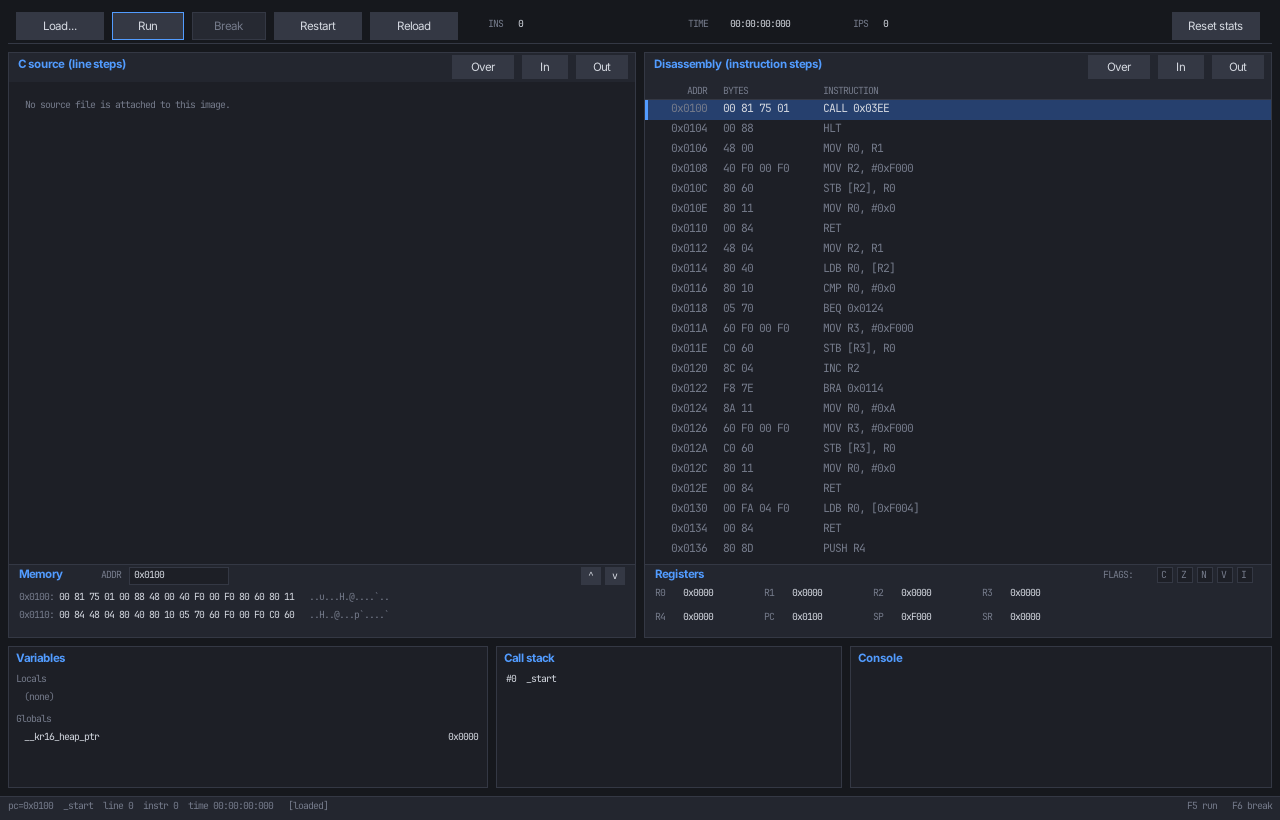 Load... Run Break Restart Reload INS 0 TIME 00:00:00:000 IPS 0 Reset stats
C source (line steps) Over In Out
No source file is attached to this image.
Disassembly (instruction steps) Over In Out
ADDR BYTES INSTRUCTION
0x0100 00 81 75 01 CALL 0x03EE
0x0104 00 88 HLT
0x0106 48 00 MOV R0, R1
0x0108 40 F0 00 F0 MOV R2, #0xF000
0x010C 80 60 STB [R2], R0
0x010E 80 11 MOV R0, #0x0
0x0110 00 84 RET
0x0112 48 04 MOV R2, R1
0x0114 80 40 LDB R0, [R2]
0x0116 80 10 CMP R0, #0x0
0x0118 05 70 BEQ 0x0124
0x011A 60 F0 00 F0 MOV R3, #0xF000
0x011E C0 60 STB [R3], R0
0x0120 8C 04 INC R2
0x0122 F8 7E BRA 0x0114
0x0124 8A 11 MOV R0, #0xA
0x0126 60 F0 00 F0 MOV R3, #0xF000
0x012A C0 60 STB [R3], R0
0x012C 80 11 MOV R0, #0x0
0x012E 00 84 RET
0x0130 00 FA 04 F0 LDB R0, [0xF004]
0x0134 00 84 RET
0x0136 80 8D PUSH R4
Memory ADDR 0x0100 ^ v
0x0100: 00 81 75 01 00 88 48 00 40 F0 00 F0 80 60 80 11 ..u...H.@....`..
0x0110: 00 84 48 04 80 40 80 10 05 70 60 F0 00 F0 C0 60 ..H..@...p`....`
Registers FLAGS: C Z N V I
R0 0x0000 R1 0x0000 R2 0x0000 R3 0x0000
R4 0x0000 PC 0x0100 SP 0xF000 SR 0x0000
Variables
Locals
(none)
Globals
__kr16_heap_ptr 0x0000
Call stack
#0 _start
Console
pc=0x0100 _start line 0 instr 0 time 00:00:00:000 [loaded] F5 run F6 break